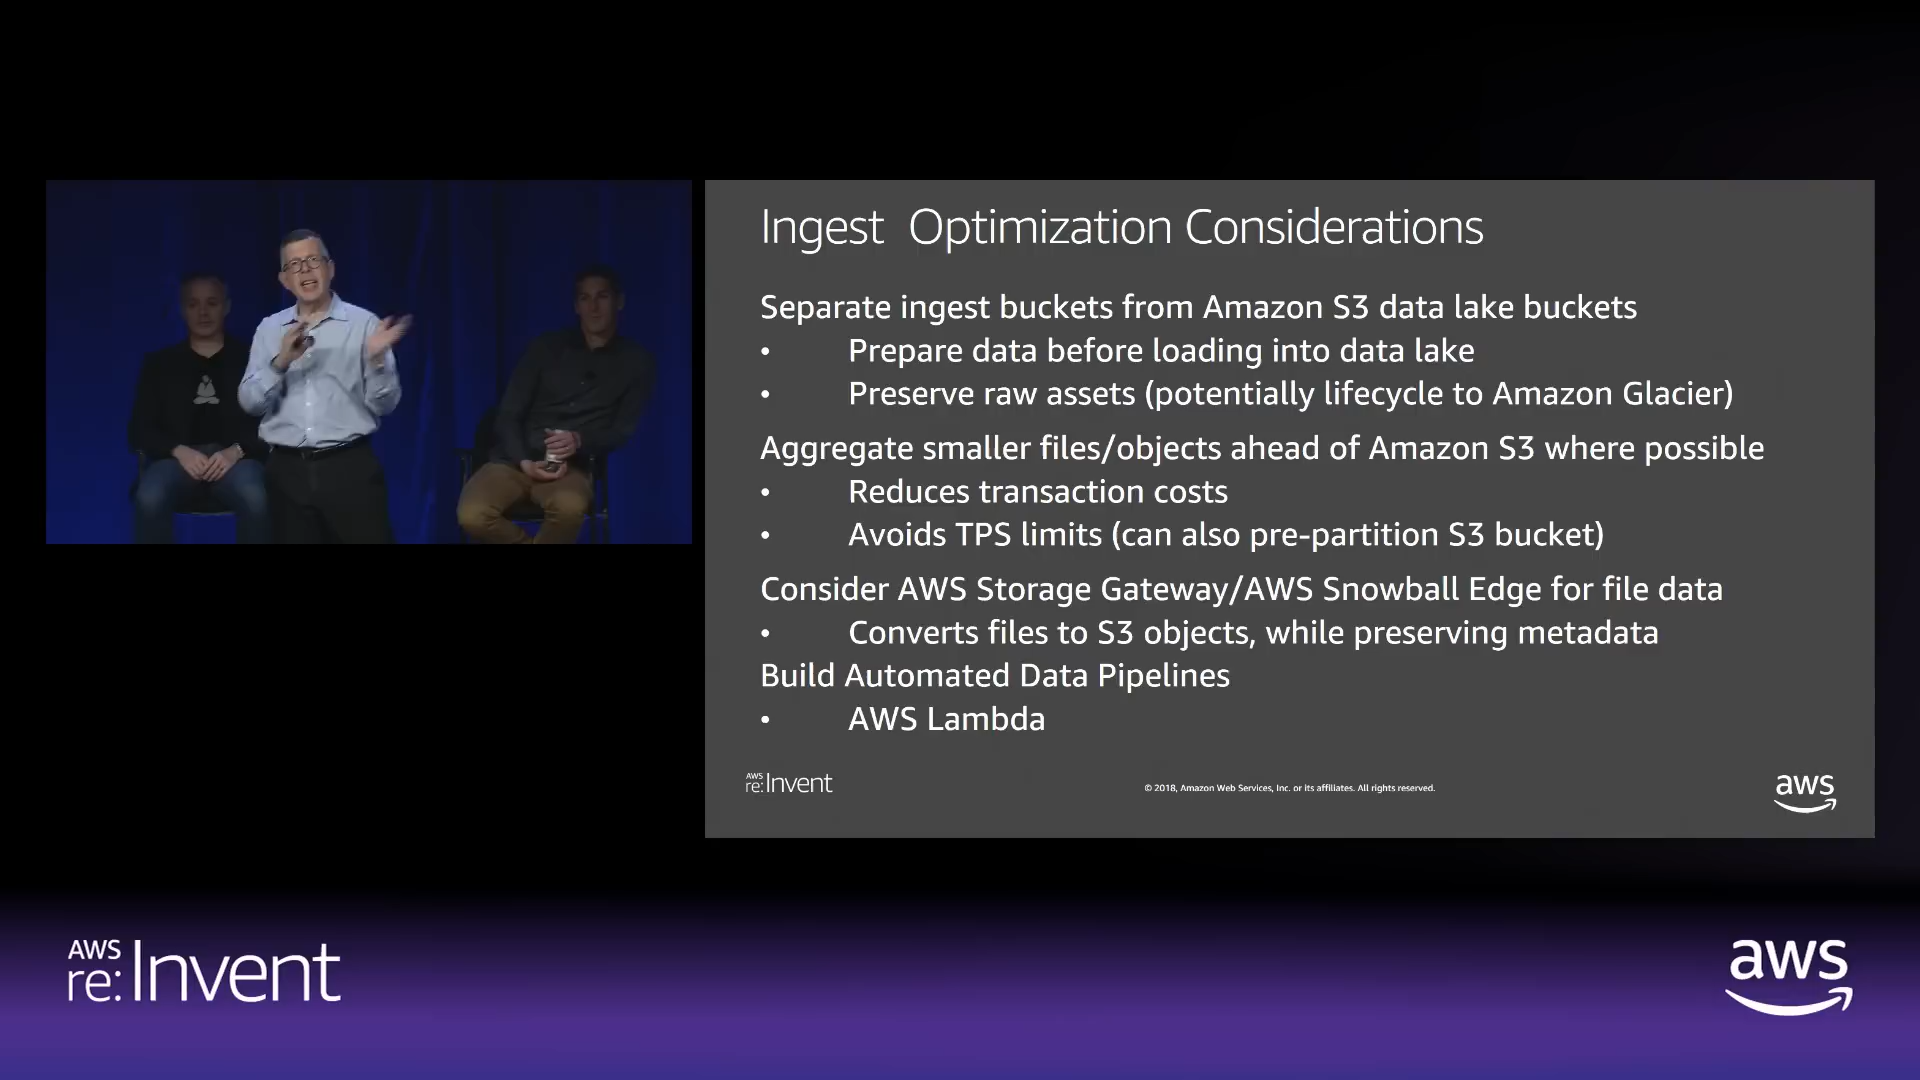 Ingest Optimization Considerations
Separate ingest buckets from Amazon S3 data lake buckets
• Prepare data before loading into data lake
• Preserve raw assets (potentially lifecycle to Amazon Glacier)
Aggregate smaller files/objects ahead of Amazon S3 where possible
• Reduces transaction costs
• Avoids TPS limits (can also pre-partition S3 bucket)
Consider AWS Storage Gateway/AWS Snowball Edge for file data
• Converts files to S3 objects, while preserving metadata
Build Automated Data Pipelines
• AWS Lambda
AWS
re:Invent
© 2018, Amazon Web Services, Inc. or its affiliates. All rights reserved.
aws
AWS
re:Invent
aws